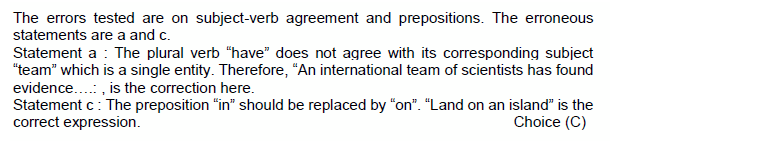 The errors tested are on subject-verb agreement and prepositions. The erroneous
statements are a and c.
Statement a : The plural verb “have” does not agree with its corresponding subject
“team” which is a single entity. Therefore, “An international team of scientists has found
evidence….: , is the correction here.
Statement c : The preposition “in” should be replaced by “on”. “Land on an island” is the
correct expression. Choice (C)